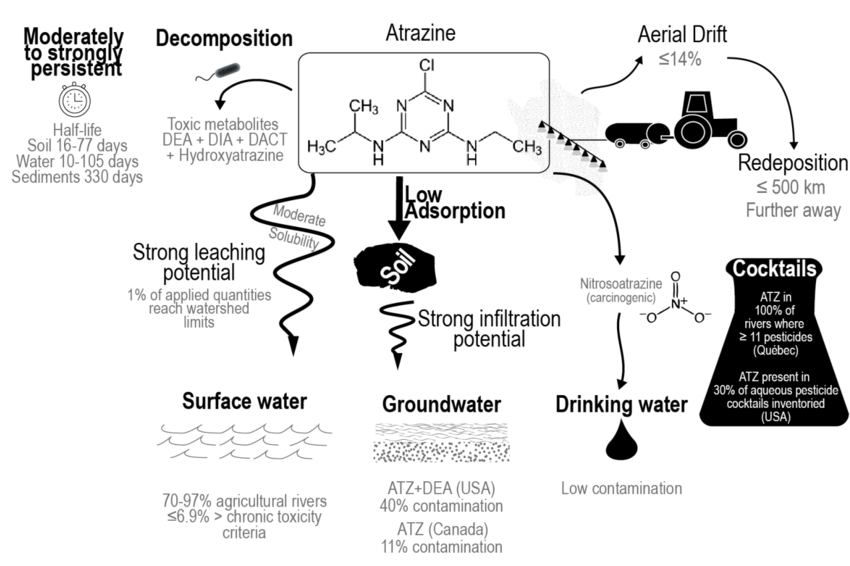 Moderately
to strongly
persistent
Half-life
Soil 16-77 days
Water 10-105 days
Sediments 330 days
Decomposition
Toxic metabolites
DEA + DIA + DACT
+ Hydroxyatrazine
Atrazine
Cl
CH₃
N
N
H₃C
N
H
N
N
H
CH₃
Aerial Drift
≤14%
Redeposition
≤ 500 km
Further away
Moderate
Solubility
Strong leaching
potential
1% of applied quantities
reach watershed
limits
Low
Adsorption
Soil
Strong infiltration
potential
Nitrosoatrazine
(carcinogenic)
O
N⁺
⁻O
O⁻
Cocktails
ATZ in
100% of
rivers where
≥ 11 pesticides
(Québec)
ATZ present in
30% of aqueous pesticide
cocktails inventoried
(USA)
Surface water
70-97% agricultural rivers
≤6.9% > chronic toxicity
criteria
Groundwater
ATZ+DEA (USA)
40% contamination
ATZ (Canada)
11% contamination
Drinking water
Low contamination